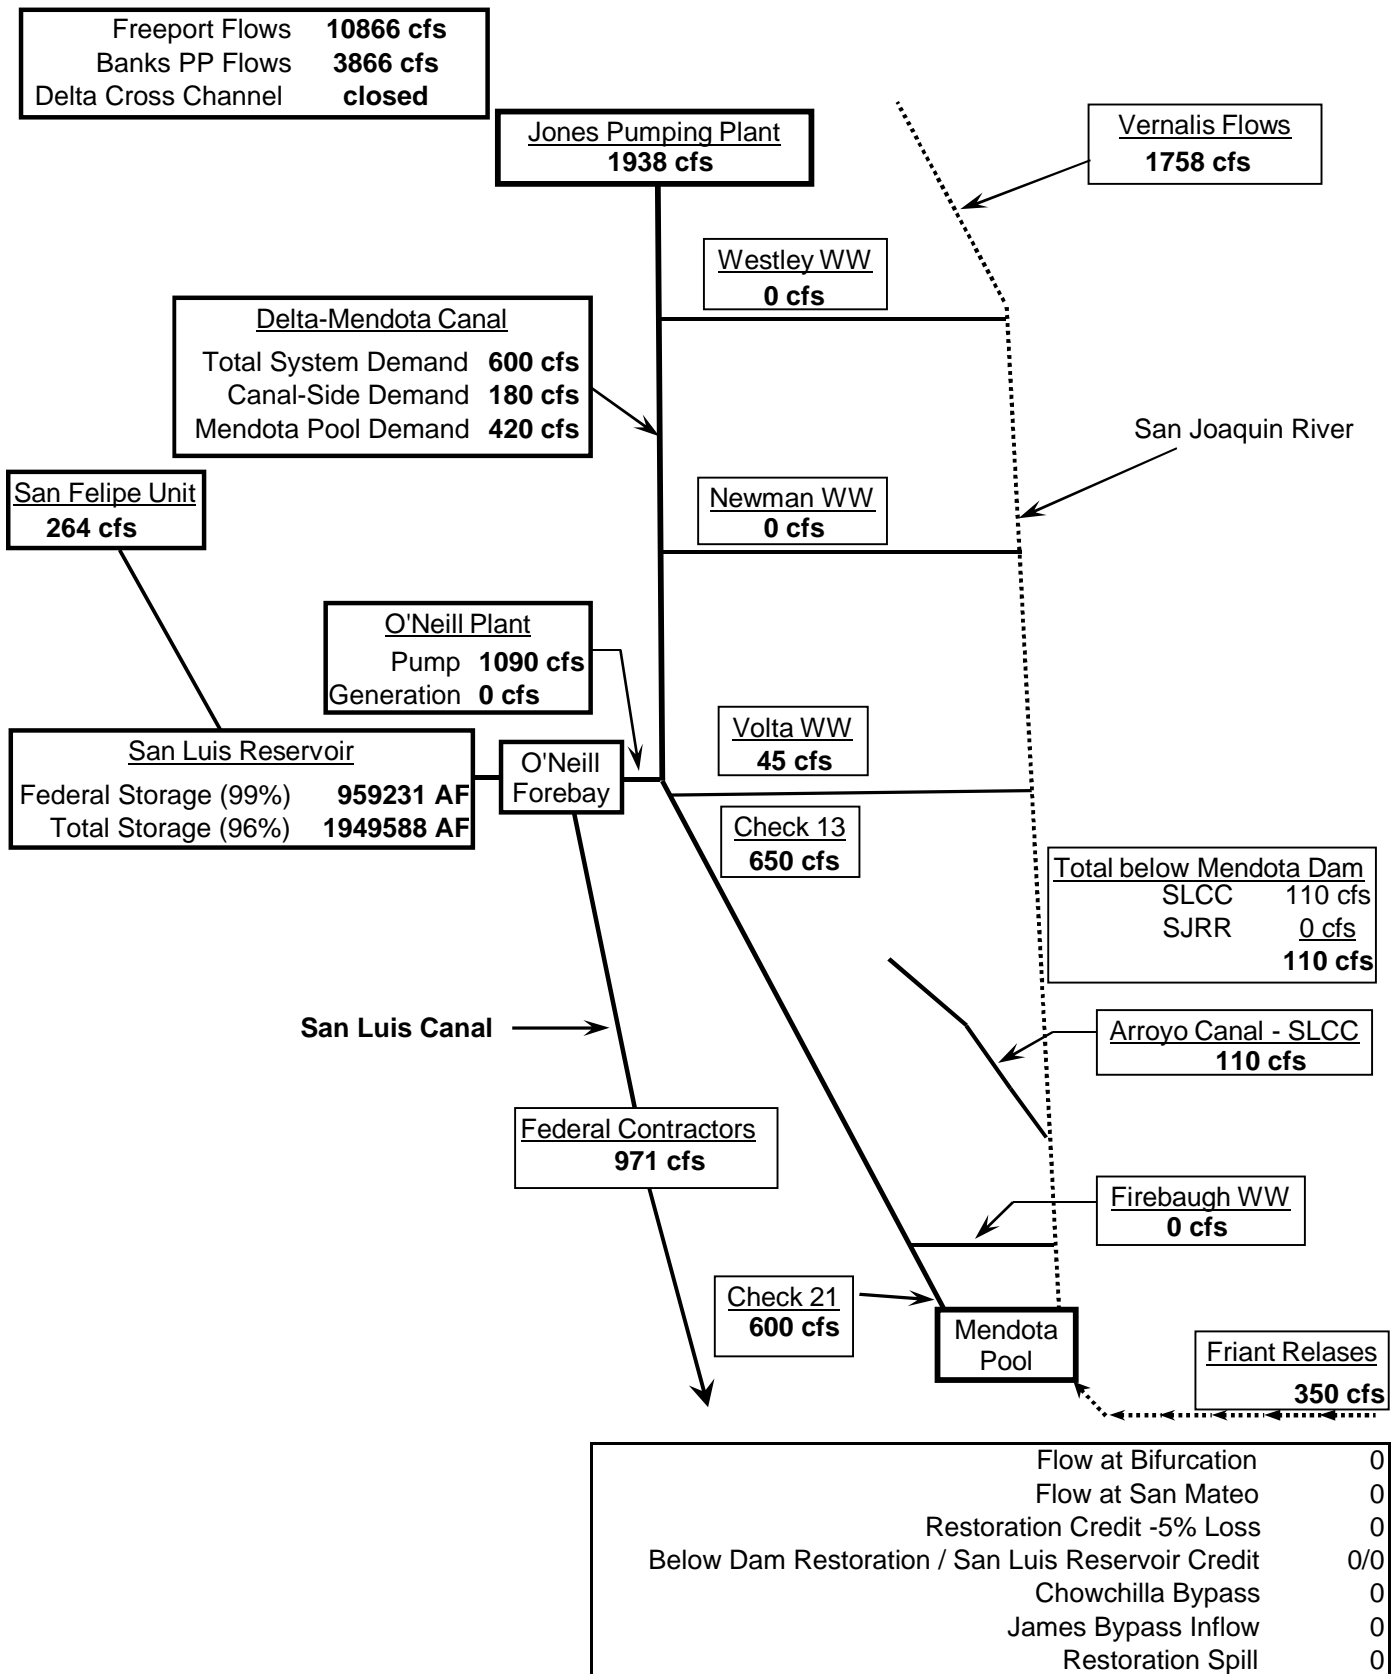 Freeport Flows 10866 cfs
Banks PP Flows 3866 cfs
Delta Cross Channel closed
Jones Pumping Plant
1938 cfs
Vernalis Flows
1758 cfs
Westley WW
0 cfs
Delta-Mendota Canal
Total System Demand 600 cfs
Canal-Side Demand 180 cfs
Mendota Pool Demand 420 cfs
San Joaquin River
San Felipe Unit
264 cfs
Newman WW
0 cfs
O'Neill Plant
Pump 1090 cfs
Generation 0 cfs
San Luis Reservoir
Federal Storage (99%) 959231 AF
Total Storage (96%) 1949588 AF
O'Neill
Forebay
Volta WW
45 cfs
Check 13
650 cfs
Total below Mendota Dam
SLCC 110 cfs
SJRR 0 cfs
110 cfs
San Luis Canal
Arroyo Canal - SLCC
110 cfs
Federal Contractors
971 cfs
Firebaugh WW
0 cfs
Check 21
600 cfs
Mendota
Pool
Friant Relases
350 cfs
Flow at Bifurcation 0
Flow at San Mateo 0
Restoration Credit -5% Loss 0
Below Dam Restoration / San Luis Reservoir Credit 0/0
Chowchilla Bypass 0
James Bypass Inflow 0
Restoration Spill 0